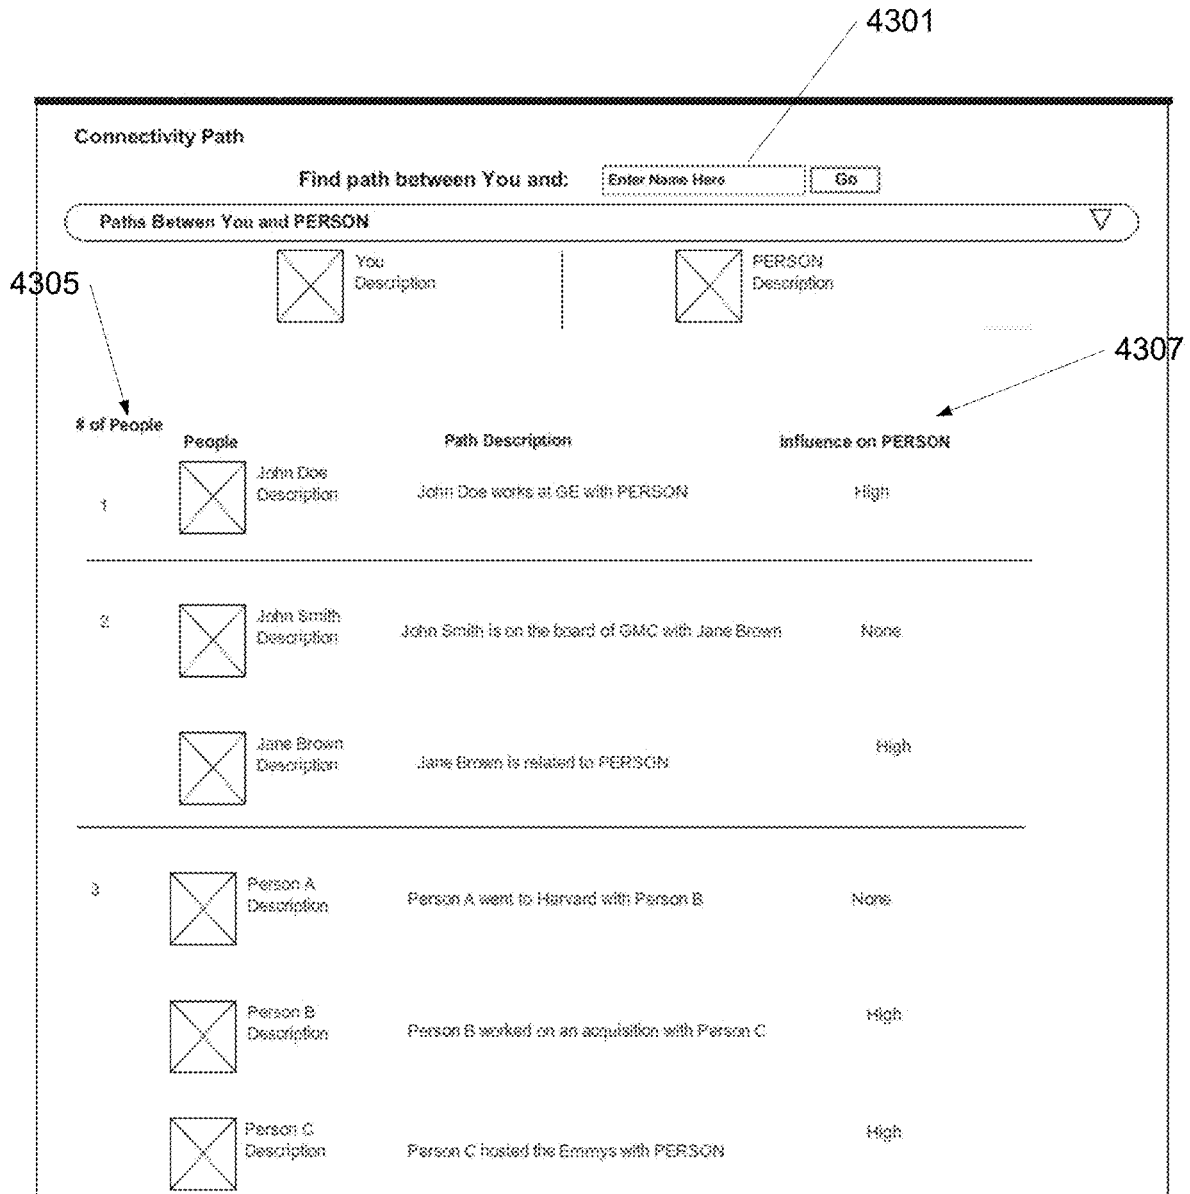 4301
Connectivity Path
Find path between You and: Enter Name Here Go
Paths Betwen You and PERSON
You
Description
PERSON
Description
4305
4307
# of People People Path Description Influence on PERSON
1 John Doe
Description John Doe works at GE with PERSON High
2 John Smith
Description John Smith is on the board of GMC with Jane Brown None
Jane Brown
Description Jane Brown is related to PERSON High
3 Person A
Description Person A went to Harvard with Person B None
Person B
Description Person B worked on an acquisition with Person C High
Person C
Description Person C hosted the Emmys with PERSON High